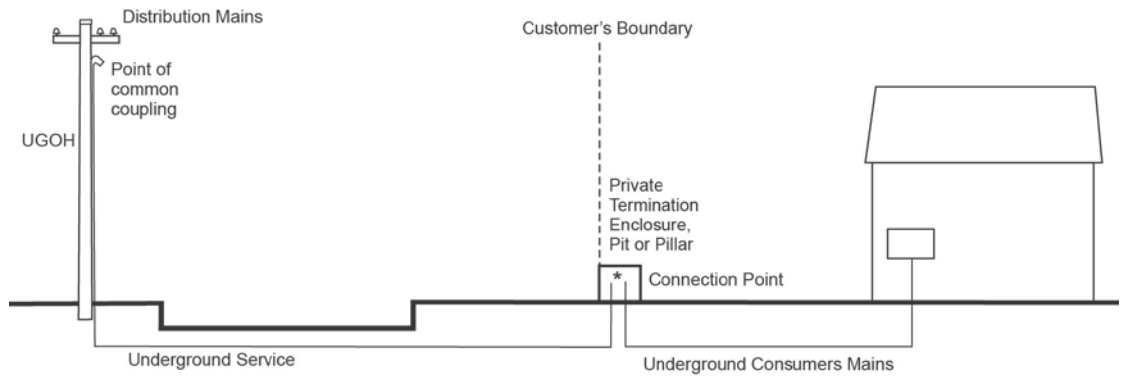 Distribution Mains
Customer's Boundary
Point of
common
coupling
UGOH
Private
Termination
Enclosure,
Pit or Pillar
* Connection Point
Underground Service
Underground Consumers Mains